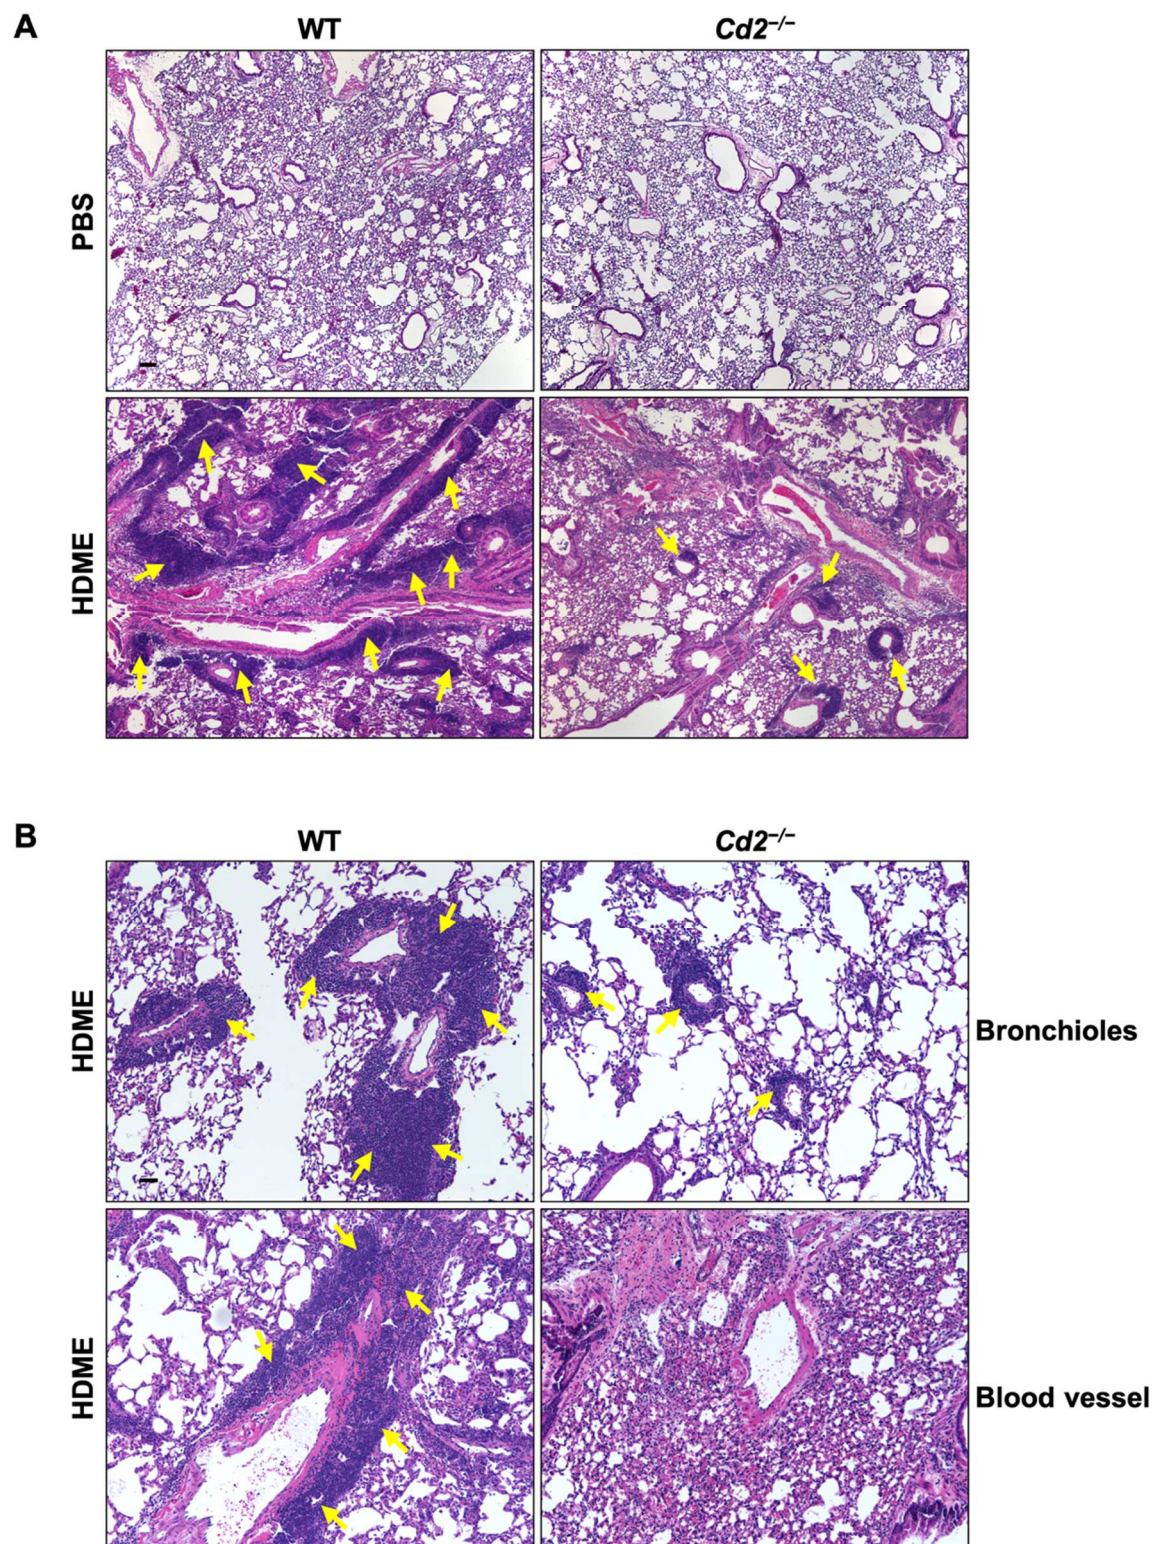 A
WT
Cd2–/–
PBS
HDME
B
WT
Cd2–/–
HDME
Bronchioles
HDME
Blood vessel